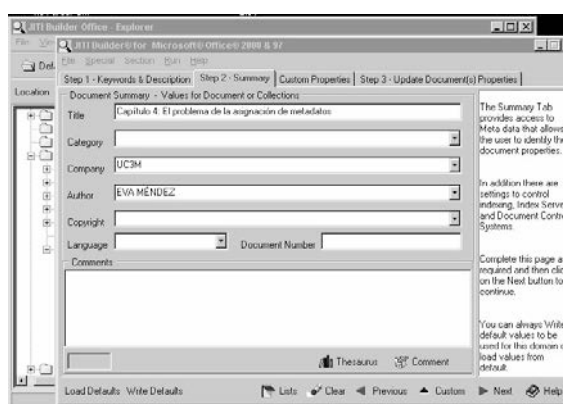 JITI Builder Office - Explorer
JITI Builder® for Microsoft® Office® 2000 & 97
File Special Section Run Help
Location
Step 1 - Keywords & Description Step 2 - Summary Custom Properties Step 3 - Update Document(s) Properties
Document Summary - Values for Document or Collections
Title Capítulo 4: El problema de la asignación de metadatos
Category
Company UC3M
Author EVA MÉNDEZ
Copyright
Language Document Number
Comments
Thesaurus Comment
Load Defaults Write Defaults Lists Clear Previous Custom Next Help
The Summary Tab
provides access to
Meta data that allows
the user to identify the
document properties.
In addition there are
settings to control
indexing, Index Serve
and Document Contro
Systems.
Complete this page a
required and then clic
on the Next button to
continue.
You can always Write
default values to be
used for this domain o
load values from
default.